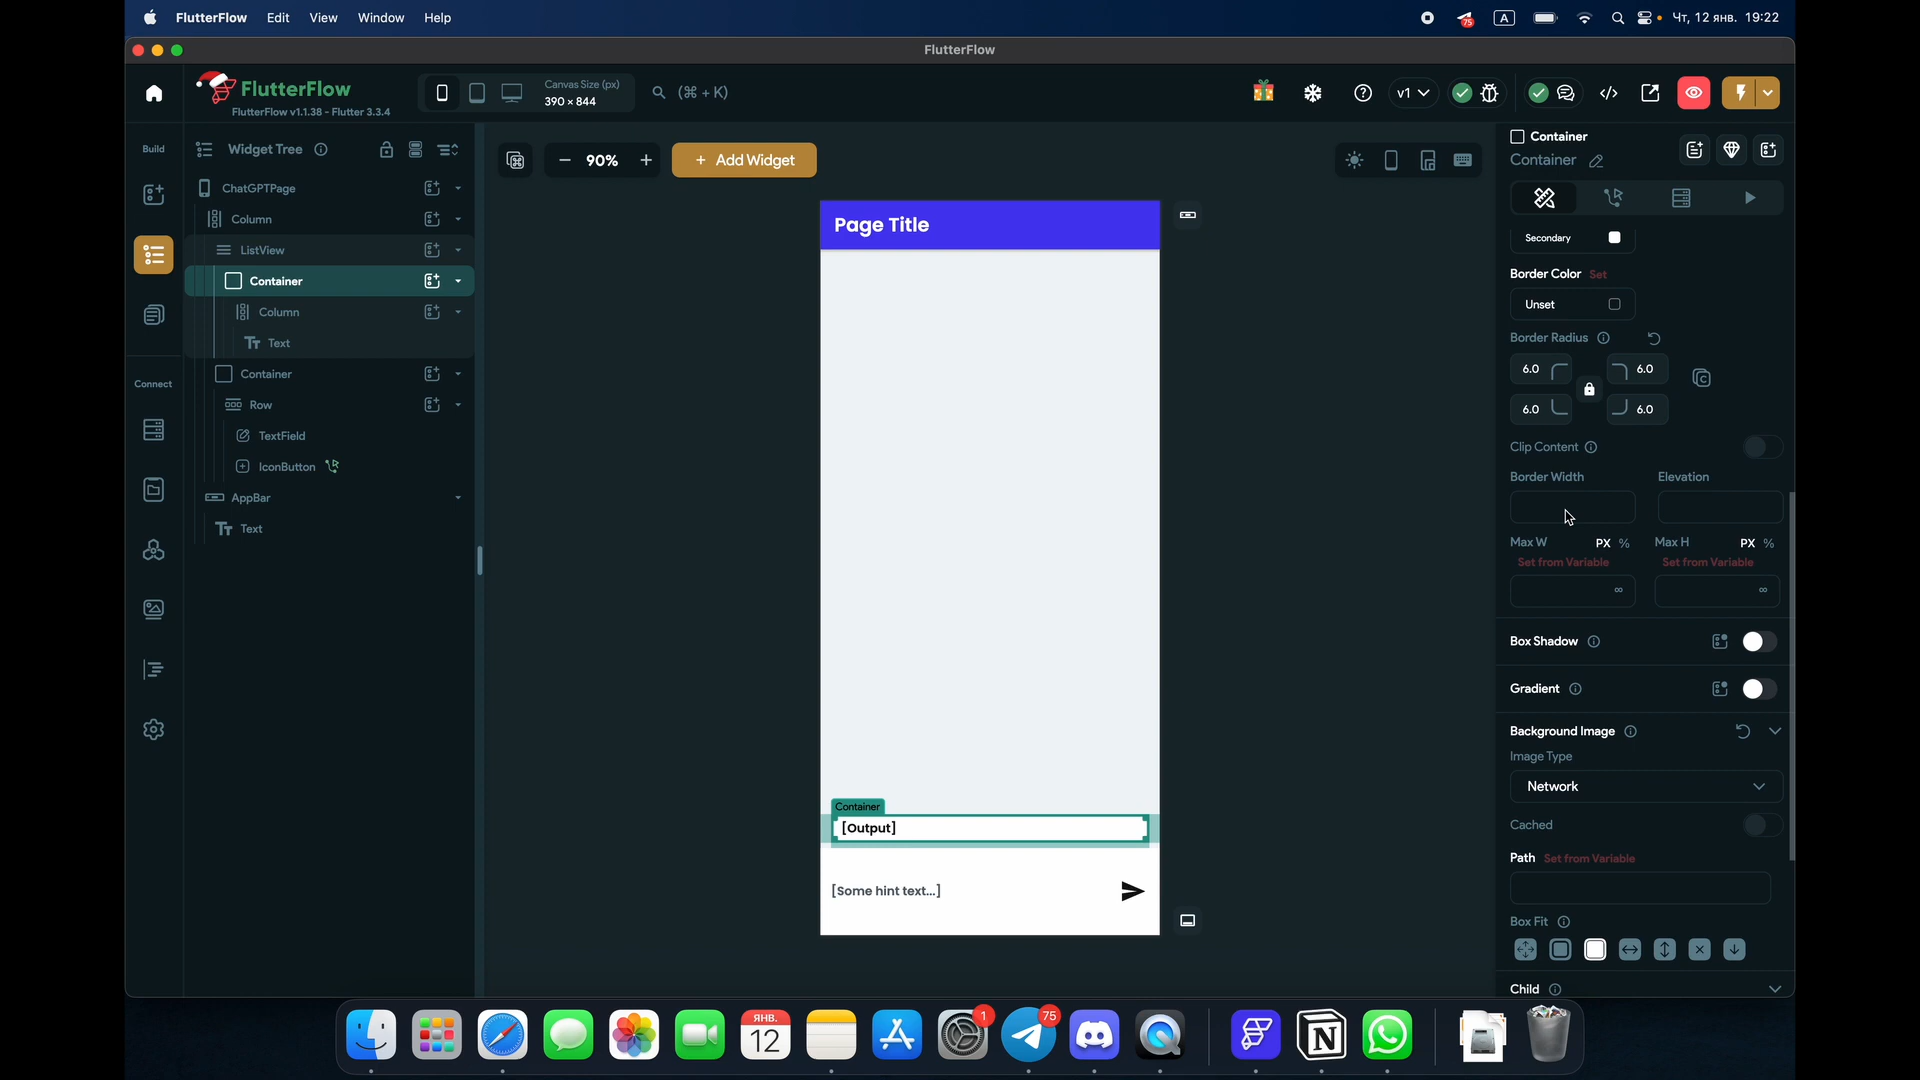 FlutterFlow Edit View Window Help
75 A Чт, 12 янв. 19:22
FlutterFlow
FlutterFlow
FlutterFlow v1.1.38 - Flutter 3.3.4
Canvas Size (px)
390 × 844
(⌘ + K)
v1
Build
Connect
Widget Tree
ChatGPTPage
Column
ListView
Container
Column
Text
Container
Row
TextField
IconButton
AppBar
Text
90%
+ Add Widget
Page Title
Container
[Output]
[Some hint text...]
Container
Container
Secondary
Border Color Set
Unset
Border Radius
6.0 6.0
6.0 6.0
Clip Content
Border Width Elevation
Max W PX % Max H PX %
Set from Variable Set from Variable
∞ ∞
Box Shadow
Gradient
Background Image
Image Type
Network
Cached
Path Set from Variable
Box Fit
Child
ЯНВ.
12
1
75